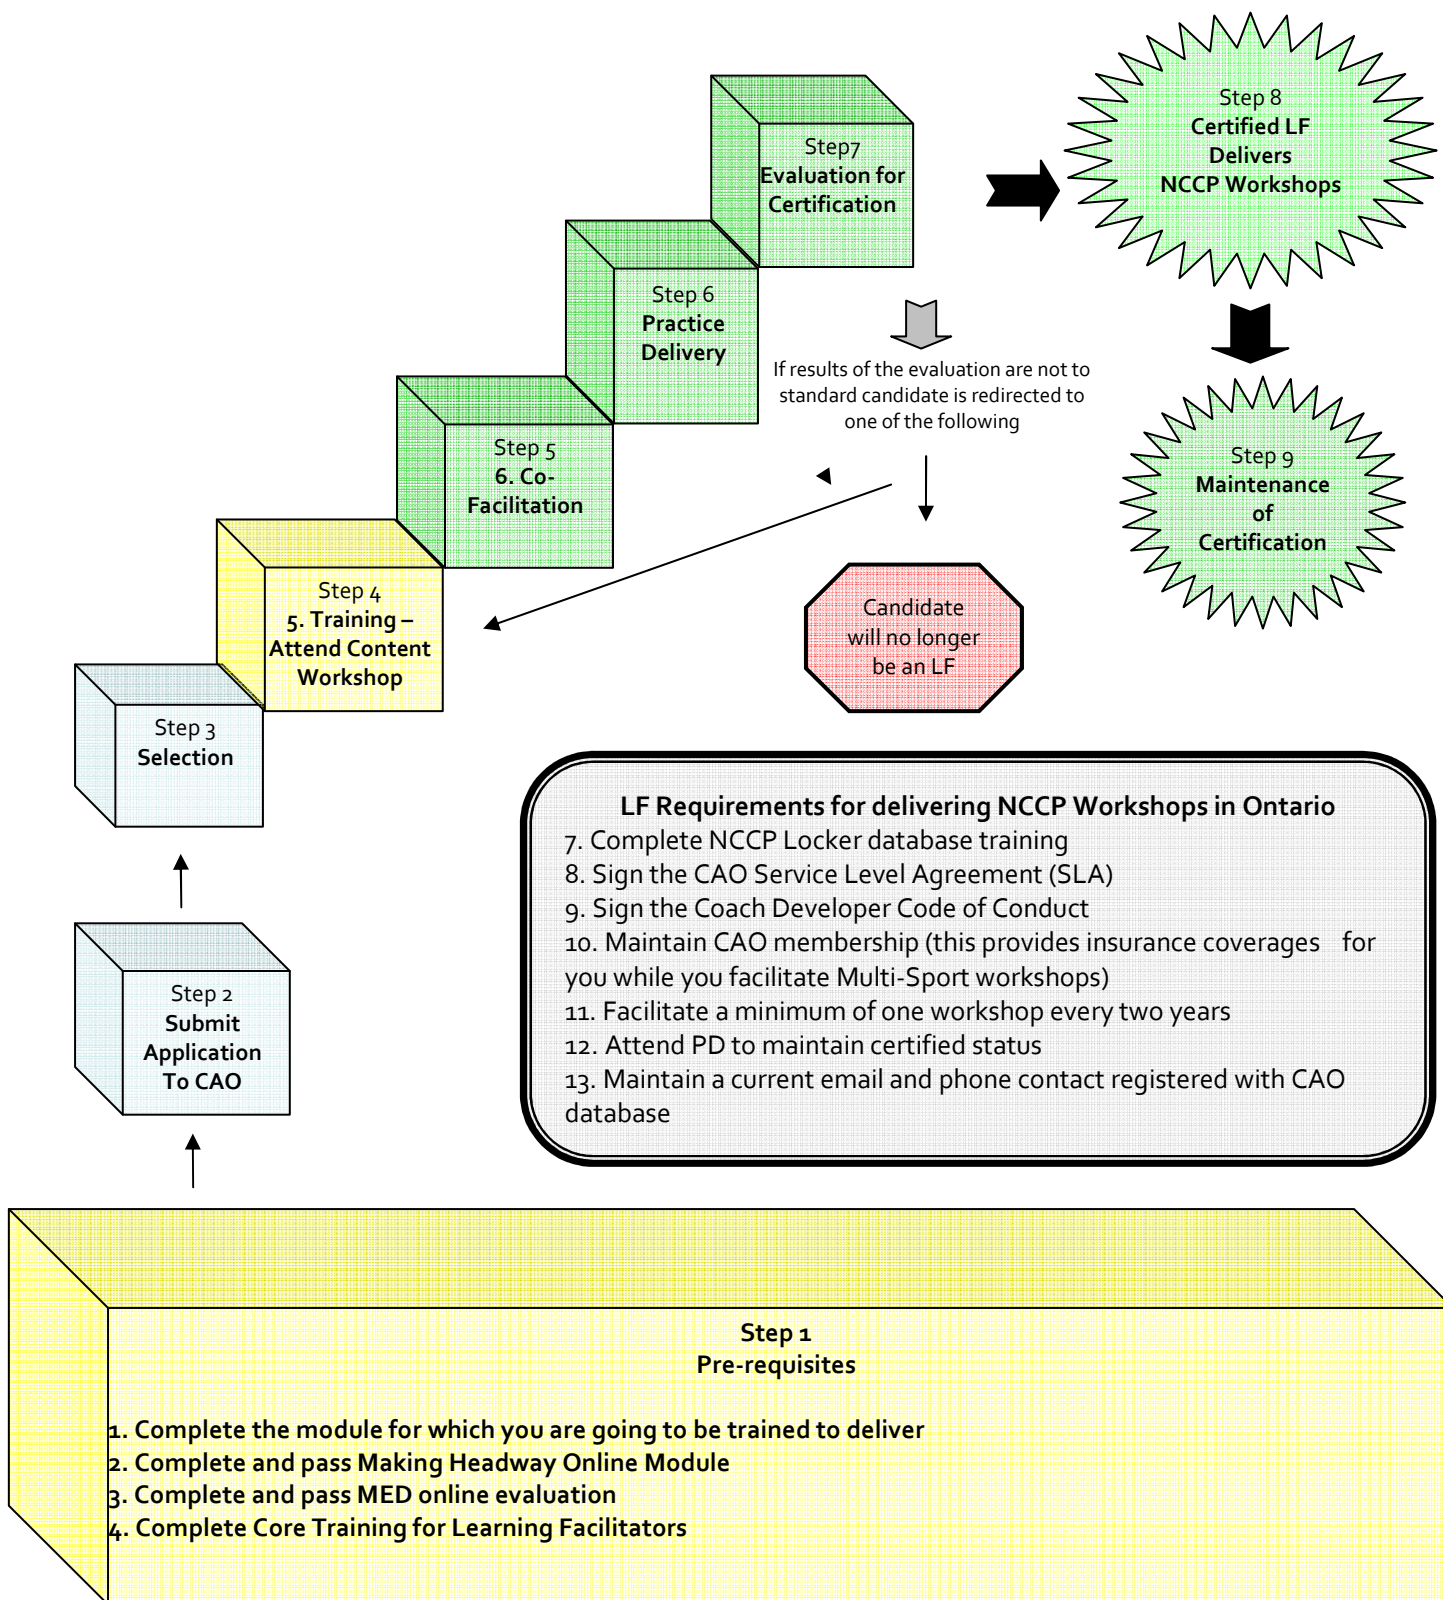 Step 8
Certified LF
Delivers
NCCP Workshops
Step7
Evaluation for
Certification
Step 6
Practice
Delivery
If results of the evaluation are not to
standard candidate is redirected to
one of the following
Step 5
6. Co-
Facilitation
Step 9
Maintenance
of
Certification
Step 4
5. Training –
Attend Content
Workshop
Candidate
will no longer
be an LF
Step 3
Selection
LF Requirements for delivering NCCP Workshops in Ontario
7. Complete NCCP Locker database training
8. Sign the CAO Service Level Agreement (SLA)
9. Sign the Coach Developer Code of Conduct
10. Maintain CAO membership (this provides insurance coverages for
you while you facilitate Multi-Sport workshops)
11. Facilitate a minimum of one workshop every two years
12. Attend PD to maintain certified status
13. Maintain a current email and phone contact registered with CAO
database
Step 2
Submit
Application
To CAO
Step 1
Pre-requisites
1. Complete the module for which you are going to be trained to deliver
2. Complete and pass Making Headway Online Module
3. Complete and pass MED online evaluation
4. Complete Core Training for Learning Facilitators